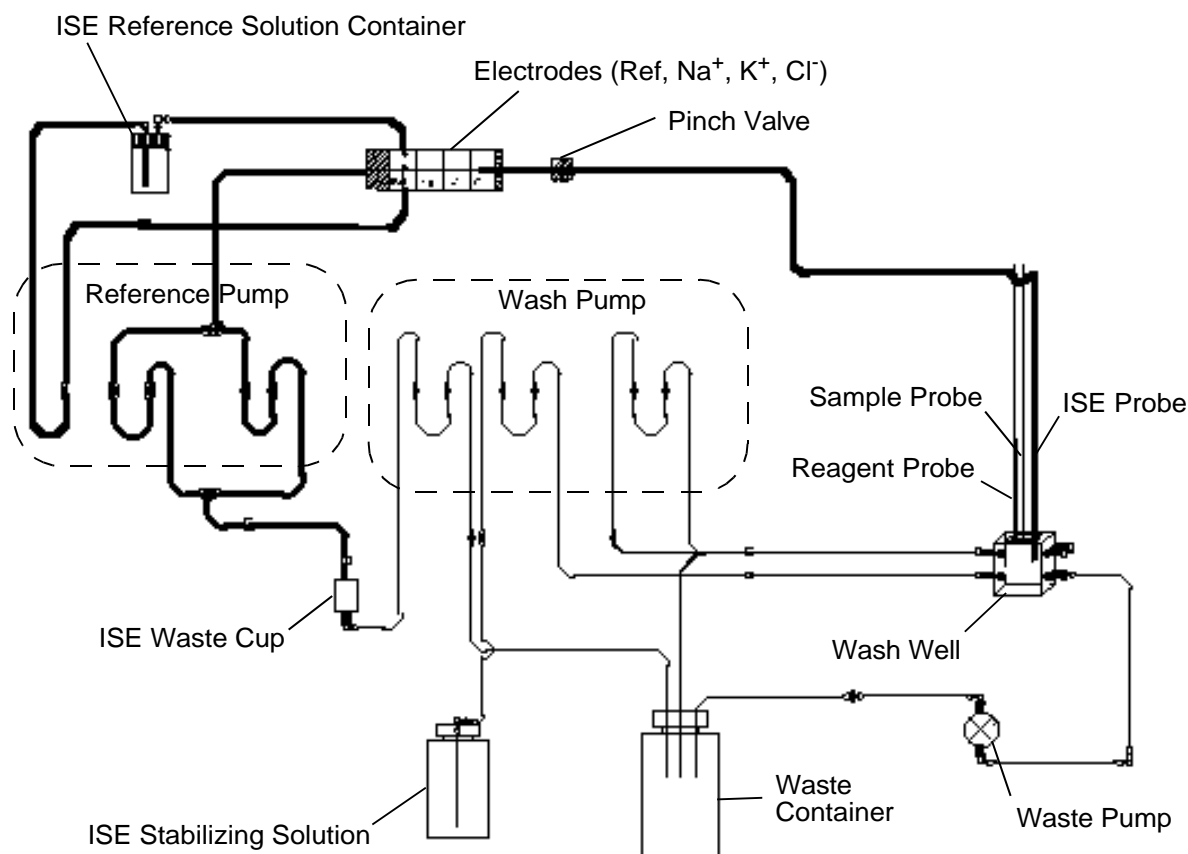 ISE Reference Solution Container
Electrodes (Ref, Na⁺, K⁺, Cl⁻)
Pinch Valve
Reference Pump
Wash Pump
Sample Probe
ISE Probe
Reagent Probe
ISE Waste Cup
Wash Well
ISE Stabilizing Solution
Waste
Container
Waste Pump